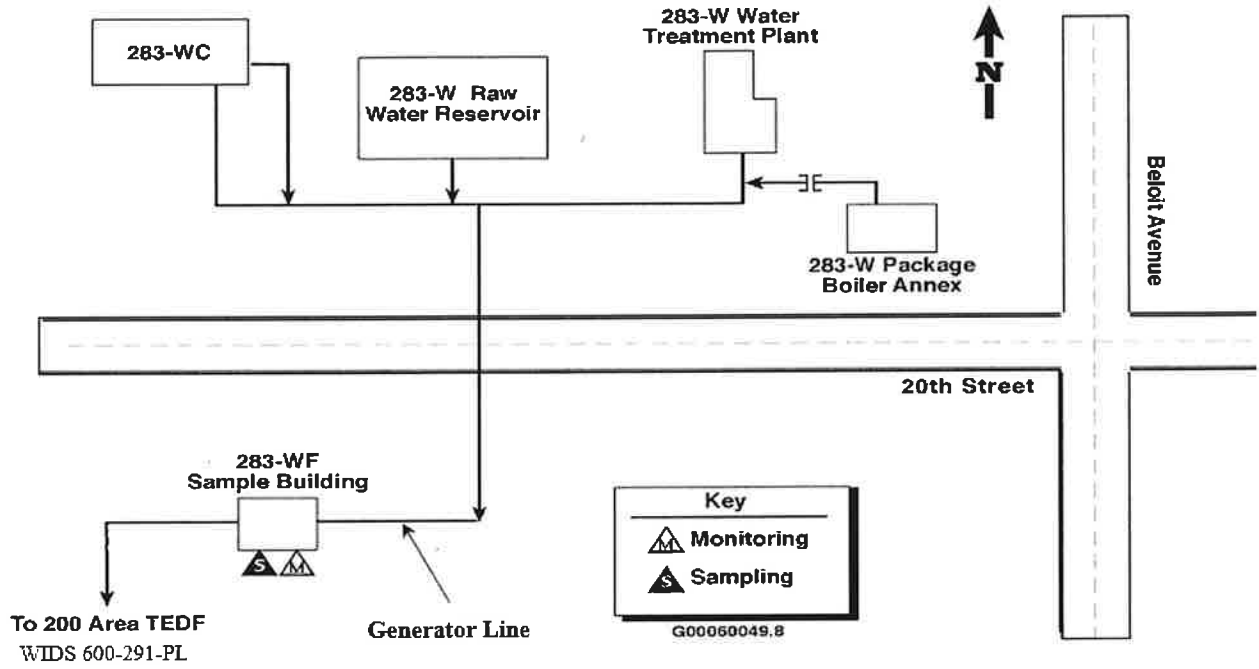 283-WC
283-W Raw
Water Reservoir
283-W Water
Treatment Plant
N
Beloit Avenue
283-W Package
Boiler Annex
20th Street
283-WF
Sample Building
S
M
Key
M Monitoring
S Sampling
G00060049.8
To 200 Area TEDF
WIDS 600-291-PL
Generator Line